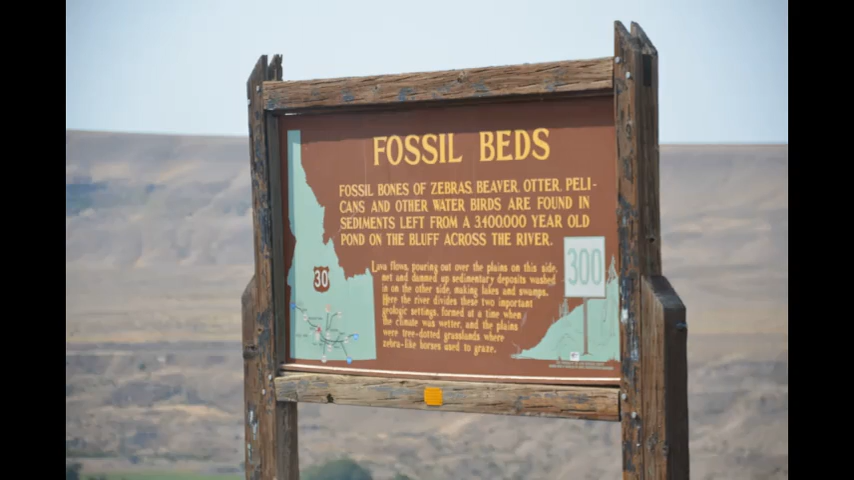 FOSSIL BEDS
FOSSIL BONES OF ZEBRAS, BEAVER, OTTER, PELI-
CANS AND OTHER WATER BIRDS ARE FOUND IN
SEDIMENTS LEFT FROM A 3,400,000 YEAR OLD
POND ON THE BLUFF ACROSS THE RIVER.
Lava flows, pouring out over the plains on this side,
met and dammed up sedimentary deposits washed
in on the other side, making lakes and swamps.
Here the river divides these two important
geologic settings, formed at a time when
the climate was wetter, and the plains
were tree-dotted grasslands where
zebra-like horses used to graze.
30
300